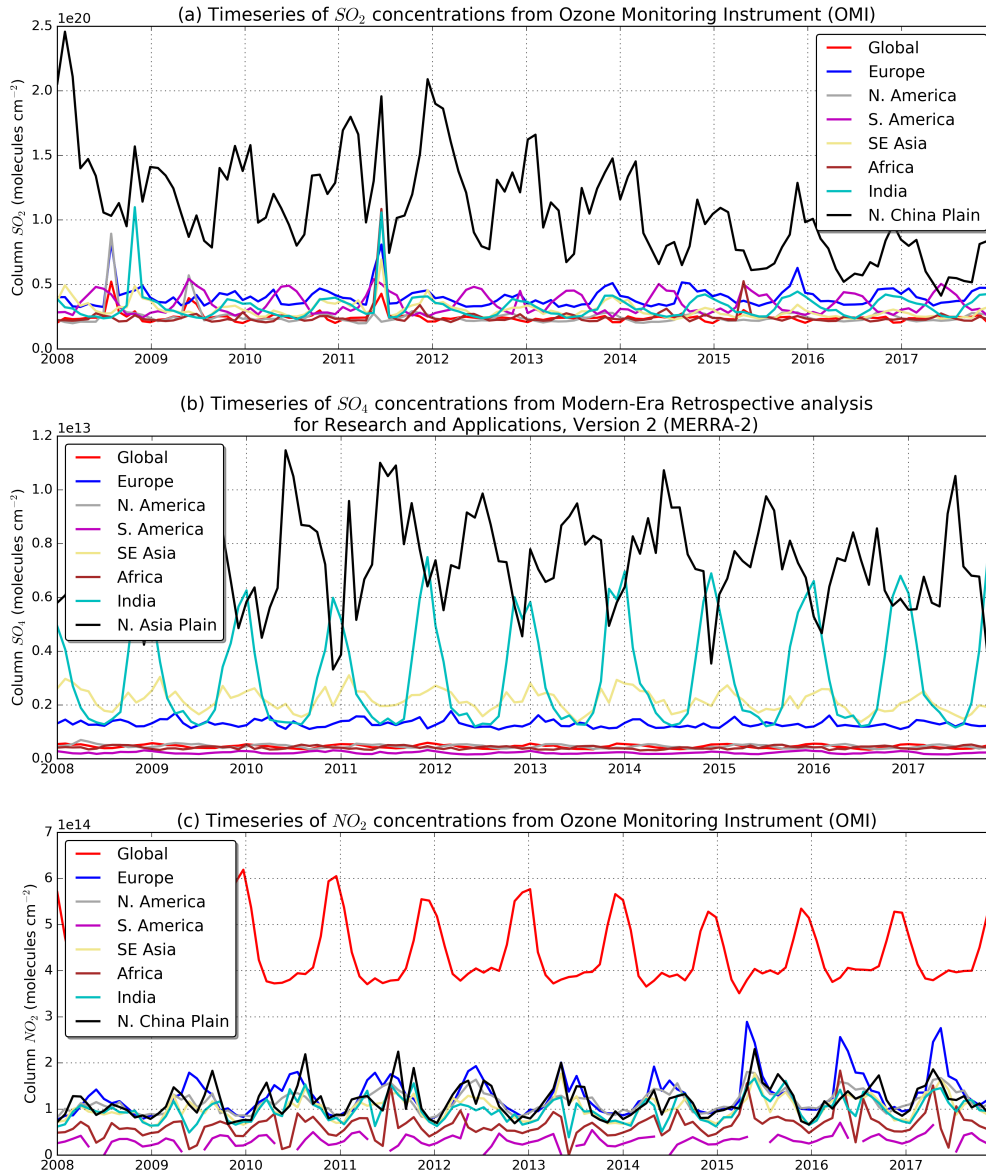 (a) Timeseries of SO2 concentrations from Ozone Monitoring Instrument (OMI)
1e20
2.5
2.0
1.5
1.0
0.5
0.0
Column SO2 (molecules cm−2)
Global
Europe
N. America
S. America
SE Asia
Africa
India
N. China Plain
2008 2009 2010 2011 2012 2013 2014 2015 2016 2017
(b) Timeseries of SO4 concentrations from Modern-Era Retrospective analysis
for Research and Applications, Version 2 (MERRA-2)
1e13
1.2
1.0
0.8
0.6
0.4
0.2
0.0
Column SO4 (molecules cm−2)
Global
Europe
N. America
S. America
SE Asia
Africa
India
N. Asia Plain
2008 2009 2010 2011 2012 2013 2014 2015 2016 2017
(c) Timeseries of NO2 concentrations from Ozone Monitoring Instrument (OMI)
1e14
7
6
5
4
3
2
1
0
Column NO2 (molecules cm−2)
Global
Europe
N. America
S. America
SE Asia
Africa
India
N. China Plain
2008 2009 2010 2011 2012 2013 2014 2015 2016 2017